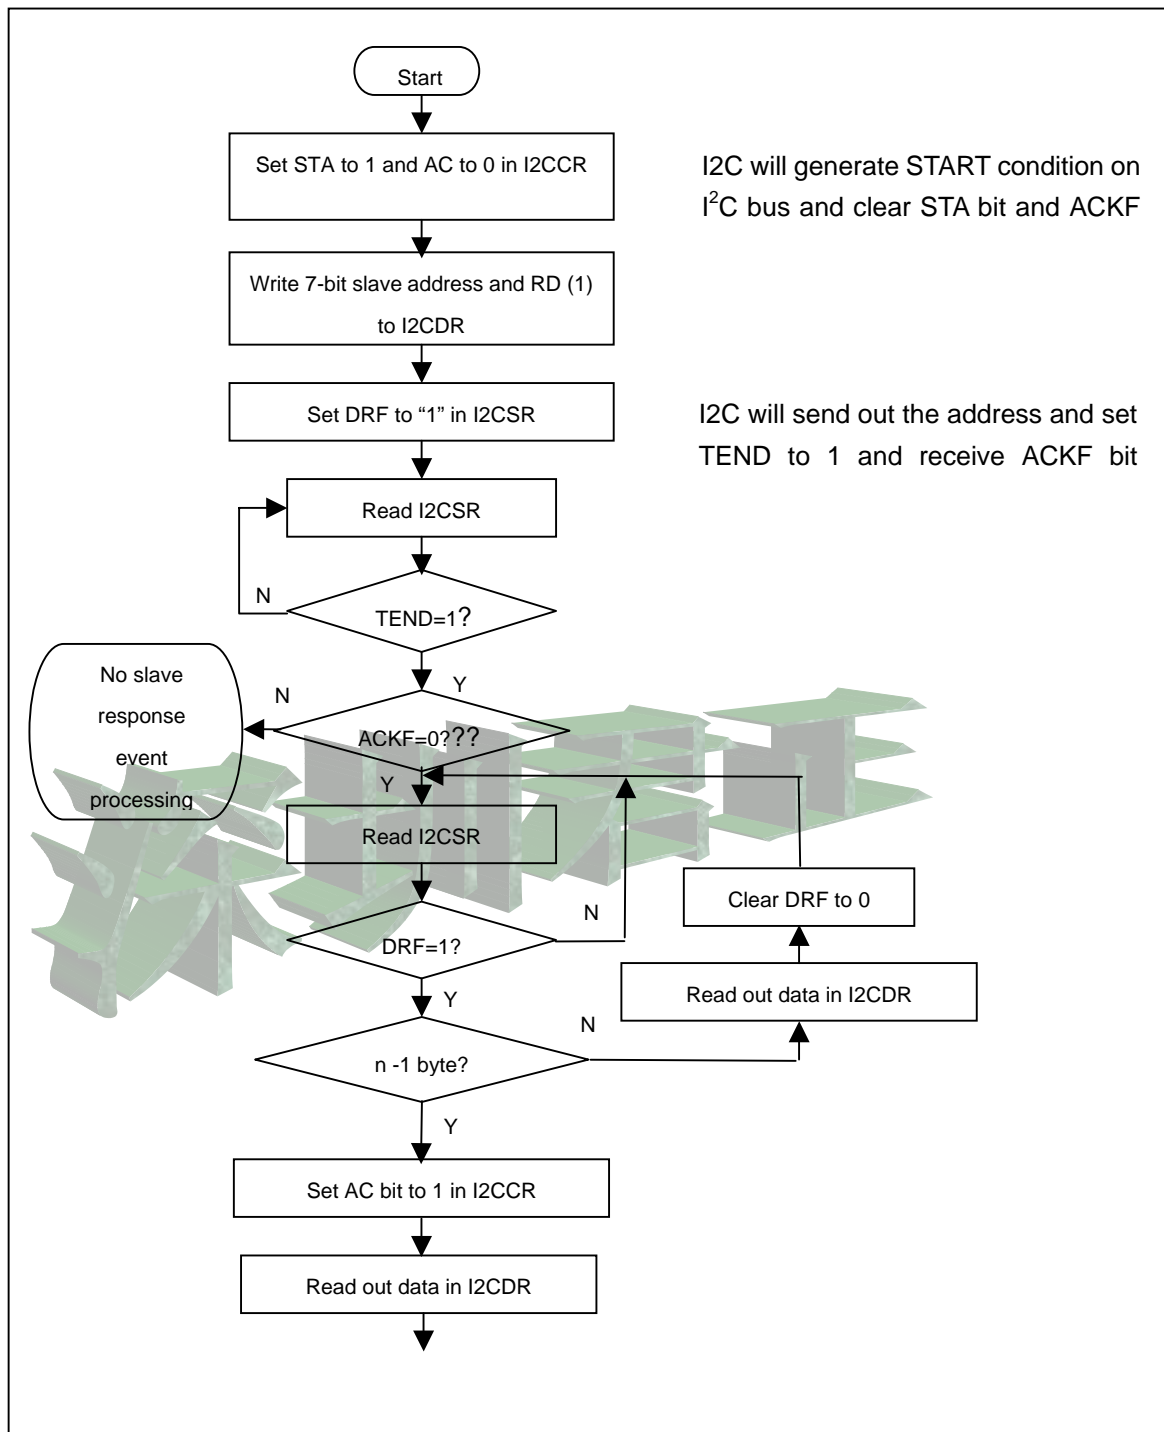 Start
Set STA to 1 and AC to 0 in I2CCR
I2C will generate START condition on
I²C bus and clear STA bit and ACKF
Write 7-bit slave address and RD (1)
to I2CDR
Set DRF to “1” in I2CSR
I2C will send out the address and set
TEND to 1 and receive ACKF bit
Read I2CSR
N
TEND=1?
Y
No slave
response
event
processing
N
ACKF=0???
Y
Read I2CSR
Clear DRF to 0
N
DRF=1?
Read out data in I2CDR
Y
N
n -1 byte?
Y
Set AC bit to 1 in I2CCR
Read out data in I2CDR